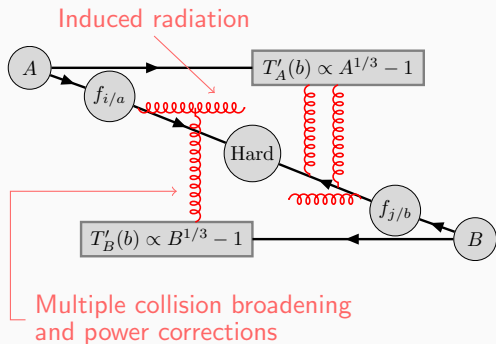 Induced radiation
A
T′_A(b) ∝ A^{1/3} − 1
f_{i/a}
Hard
f_{j/b}
T′_B(b) ∝ B^{1/3} − 1
B
Multiple collision broadening
and power corrections